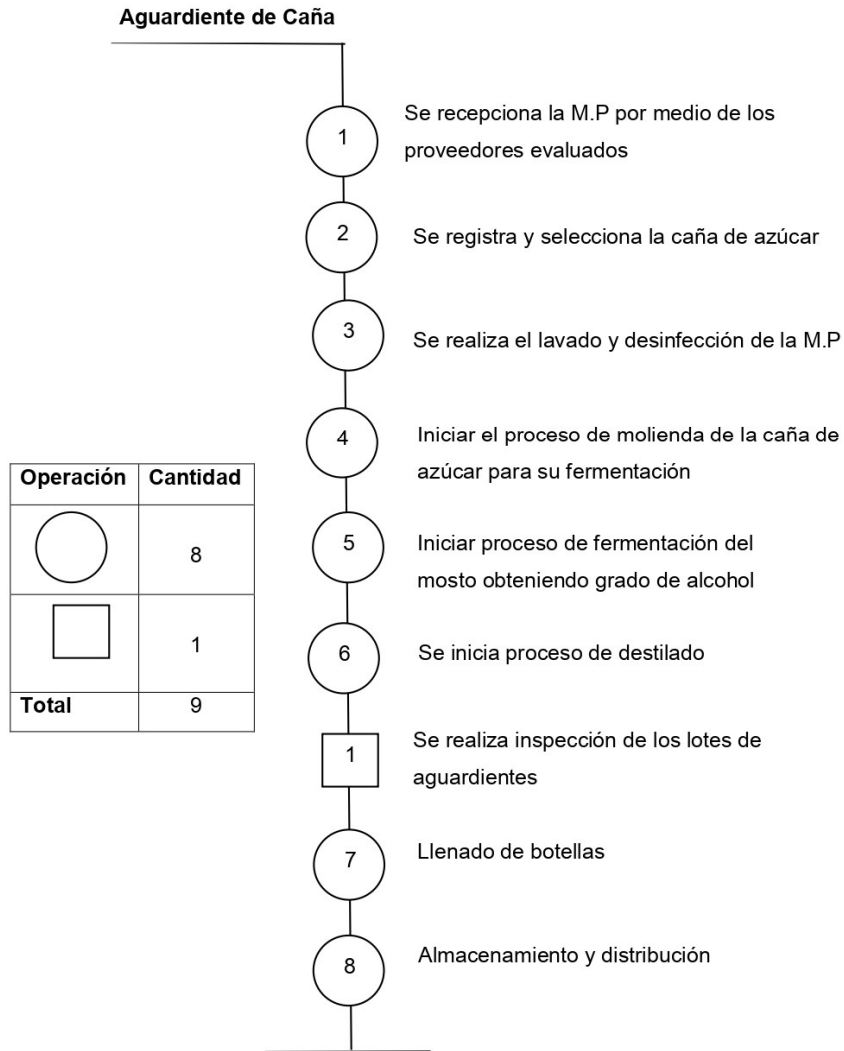 Aguardiente de Caña
1
Se recepciona la M.P por medio de los
proveedores evaluados
2
Se registra y selecciona la caña de azúcar
3
Se realiza el lavado y desinfección de la M.P
4
Iniciar el proceso de molienda de la caña de
azúcar para su fermentación
5
Iniciar proceso de fermentación del
mosto obteniendo grado de alcohol
6
Se inicia proceso de destilado
1
Se realiza inspección de los lotes de
aguardientes
7
Llenado de botellas
8
Almacenamiento y distribución
Operación Cantidad
8
1
Total 9